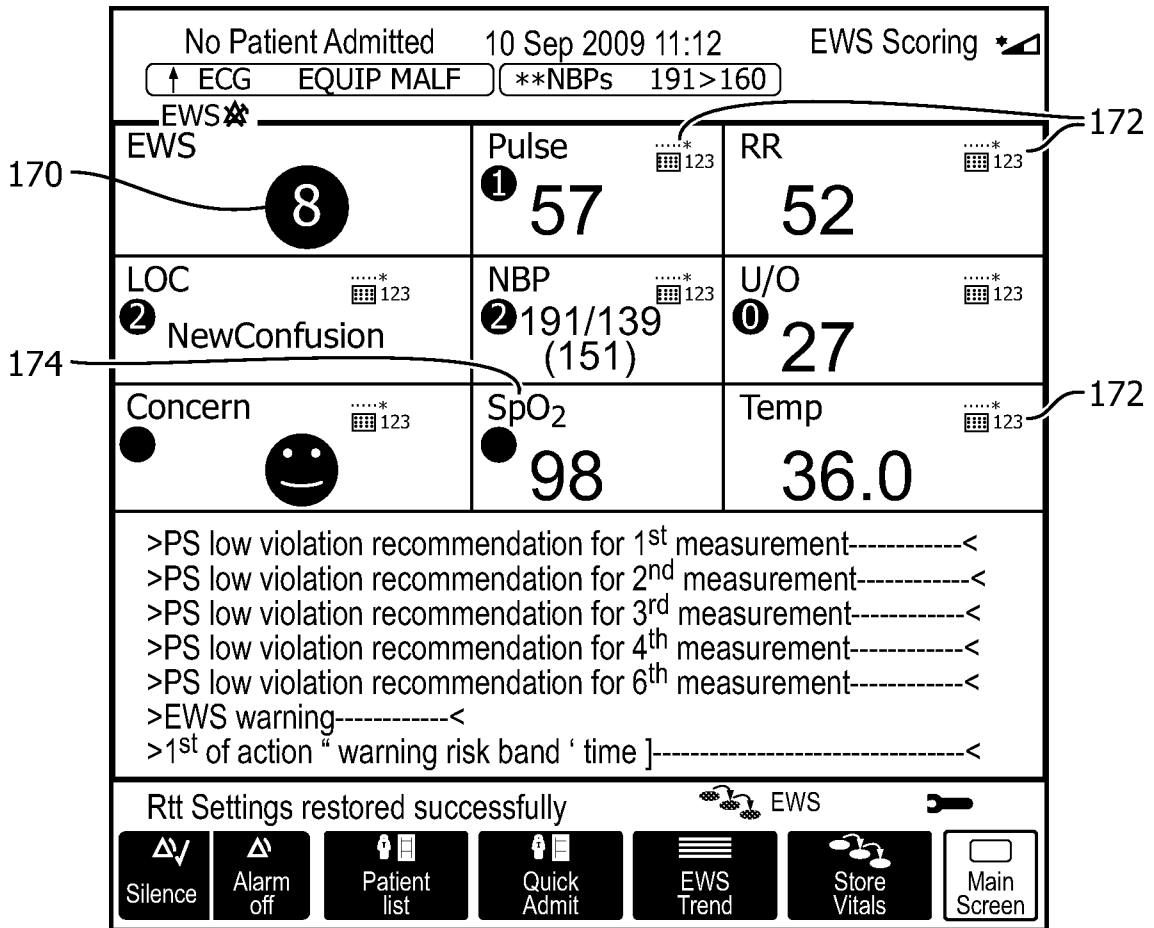 No Patient Admitted 10 Sep 2009 11:12 EWS Scoring *
ECG EQUIP MALF **NBPs 191>160
EWS
EWS Pulse .....* 123 RR .....* 123 172
170 8 1 57 52
LOC .....* 123 NBP .....* 123 U/O .....* 123
2 NewConfusion 2 191/139 0 27
(151)
174
Concern .....* 123 SpO2 Temp .....* 123 172
98 36.0
>PS low violation recommendation for 1st measurement------------<
>PS low violation recommendation for 2nd measurement------------<
>PS low violation recommendation for 3rd measurement------------<
>PS low violation recommendation for 4th measurement------------<
>PS low violation recommendation for 6th measurement------------<
>EWS warning------------<
>1st of action “ warning risk band ‘ time ]----------------------------------<
Rtt Settings restored successfully EWS
Silence Alarm off Patient list Quick Admit EWS Trend Store Vitals Main Screen